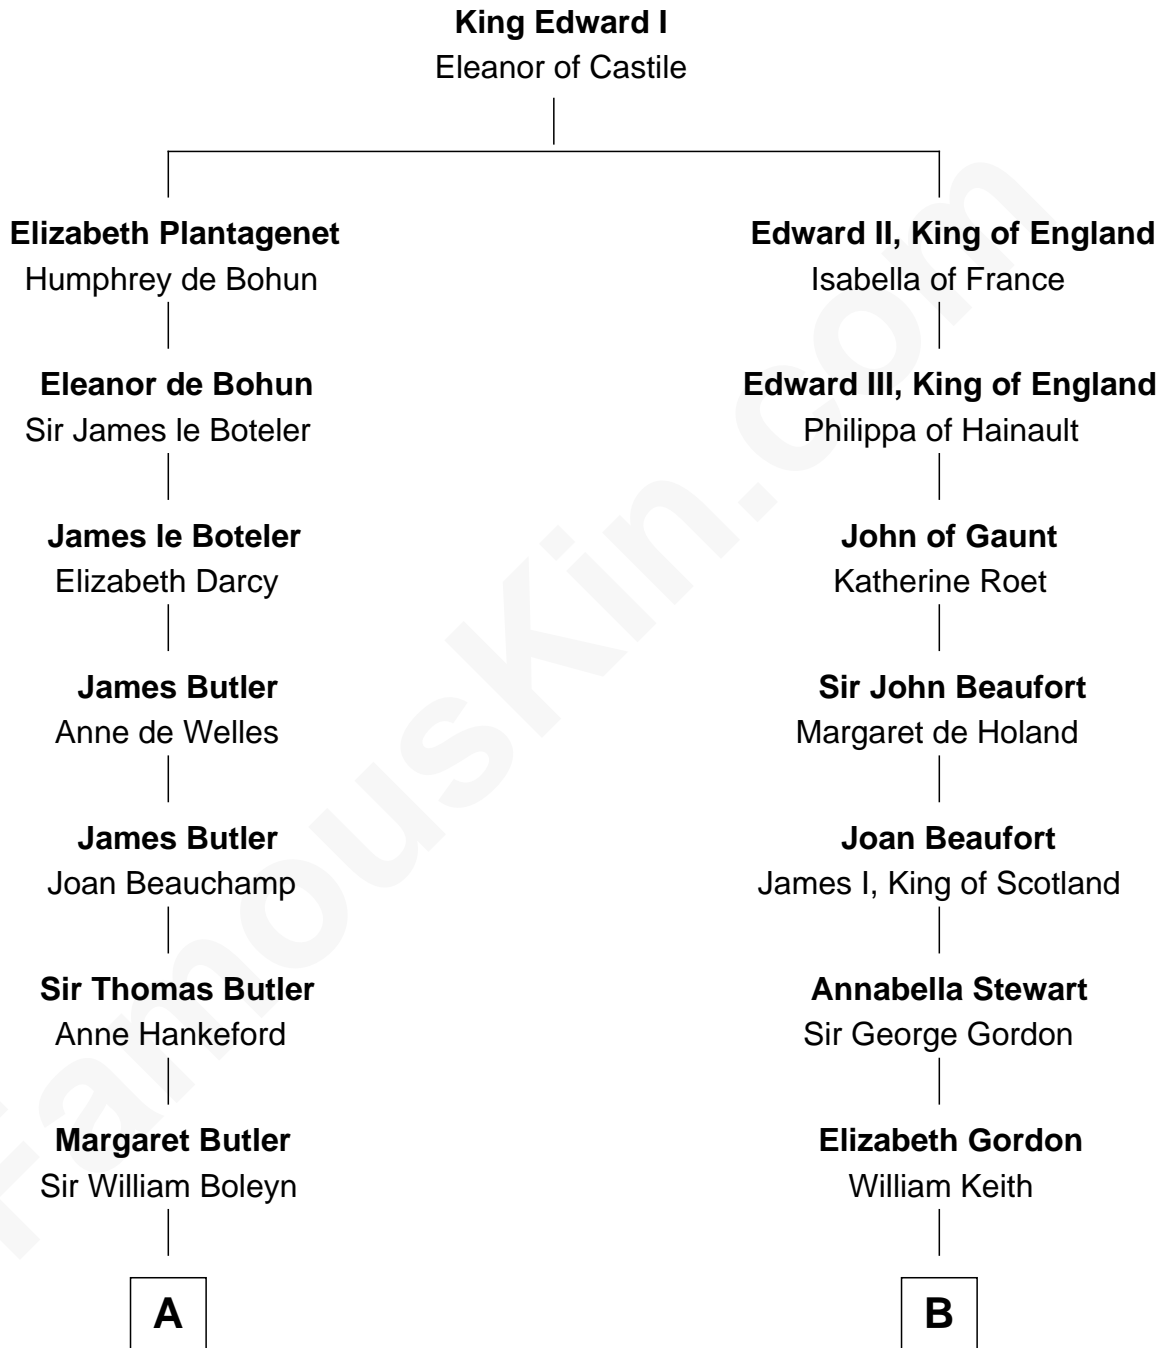 King Edward I
Eleanor of Castile
Elizabeth Plantagenet
Humphrey de Bohun
Edward II, King of England
Isabella of France
Eleanor de Bohun
Sir James le Boteler
Edward III, King of England
Philippa of Hainault
James le Boteler
Elizabeth Darcy
John of Gaunt
Katherine Roet
James Butler
Anne de Welles
Sir John Beaufort
Margaret de Holand
James Butler
Joan Beauchamp
Joan Beaufort
James I, King of Scotland
Sir Thomas Butler
Anne Hankeford
Annabella Stewart
Sir George Gordon
Margaret Butler
Sir William Boleyn
Elizabeth Gordon
William Keith
A
B
FamousKin.com